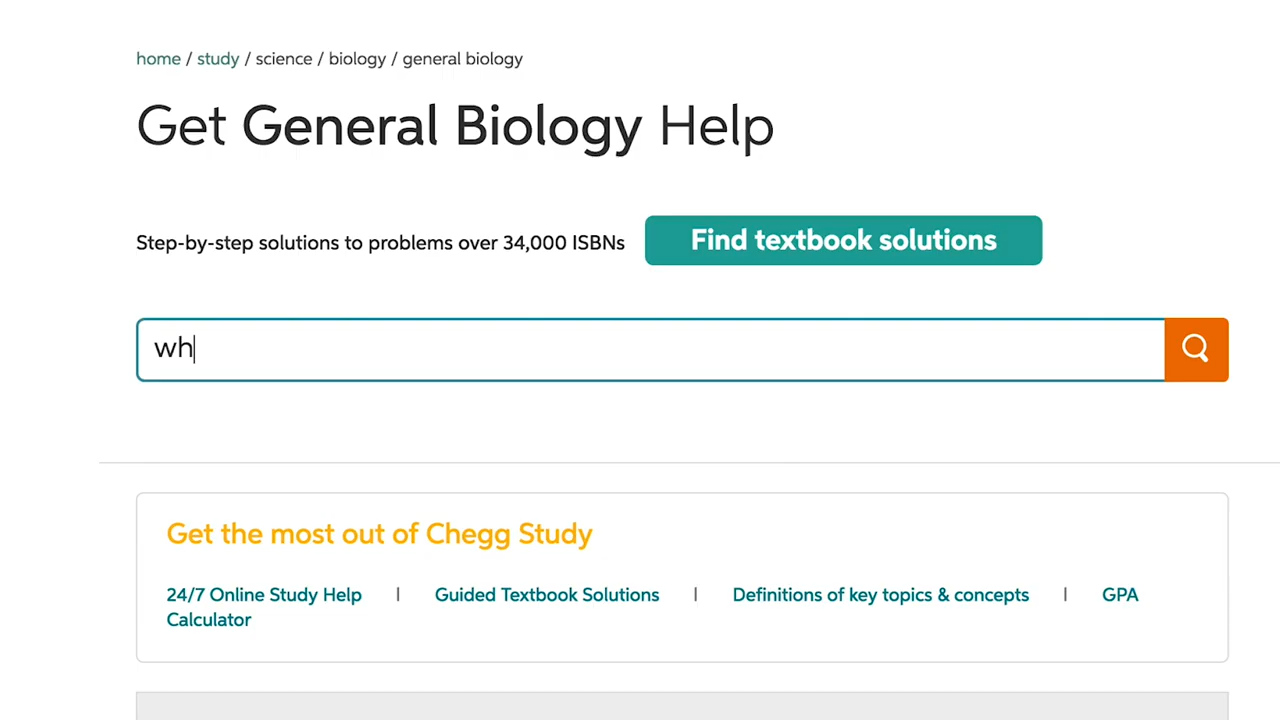 home / study / science / biology / general biology
Get General Biology Help
Step-by-step solutions to problems over 34,000 ISBNs
Find textbook solutions
wh
Get the most out of Chegg Study
24/7 Online Study Help | Guided Textbook Solutions | Definitions of key topics & concepts | GPA
Calculator